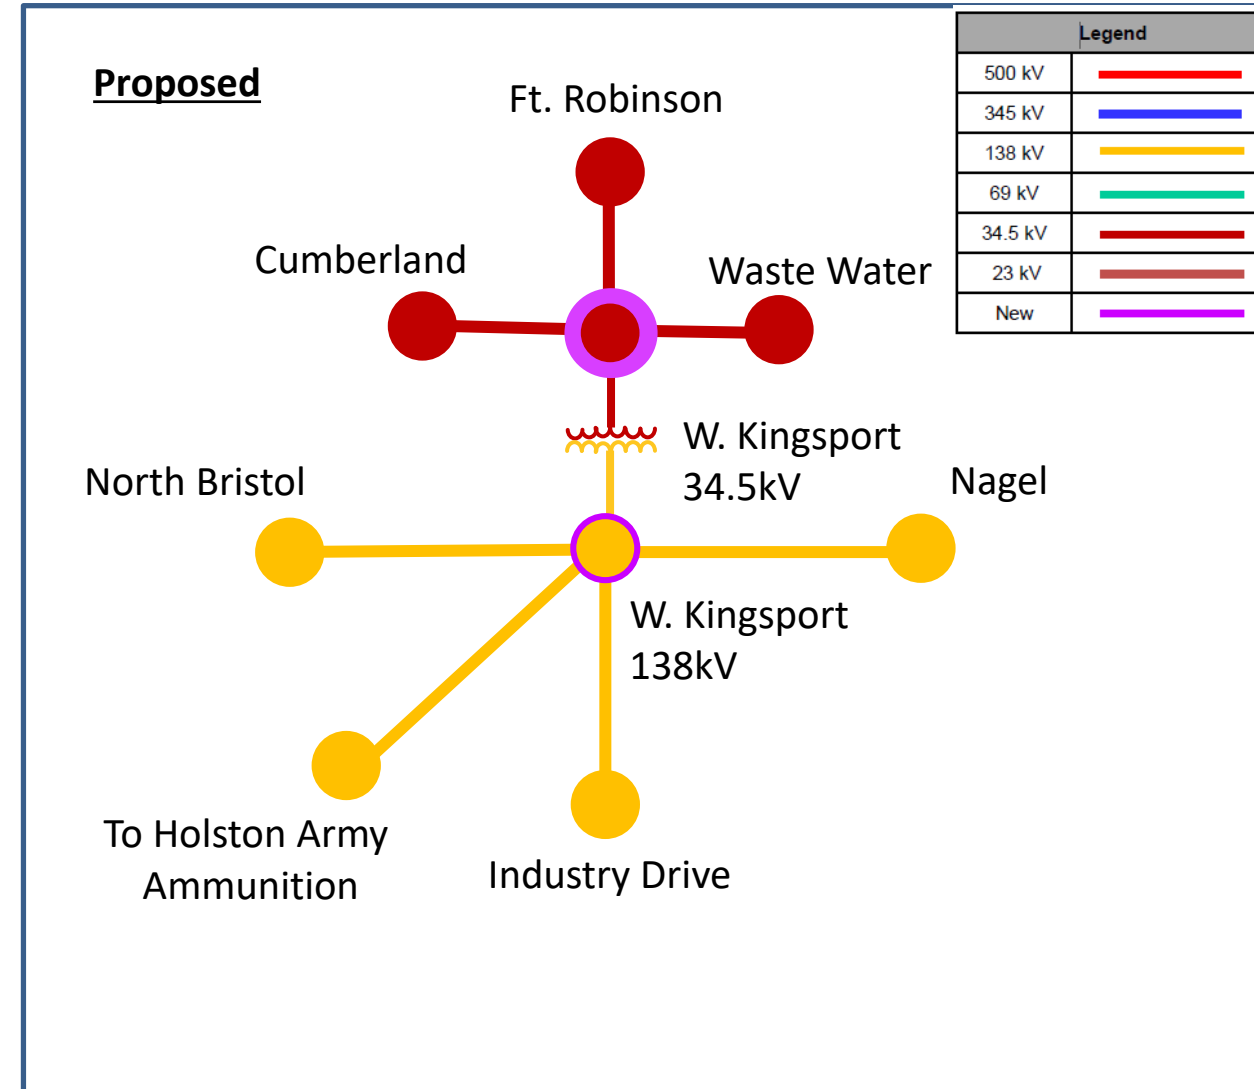 Proposed
Legend
500 kV
345 kV
138 kV
69 kV
34.5 kV
23 kV
New
Ft. Robinson
Cumberland
Waste Water
W. Kingsport
34.5kV
North Bristol
Nagel
W. Kingsport
138kV
To Holston Army
Ammunition
Industry Drive